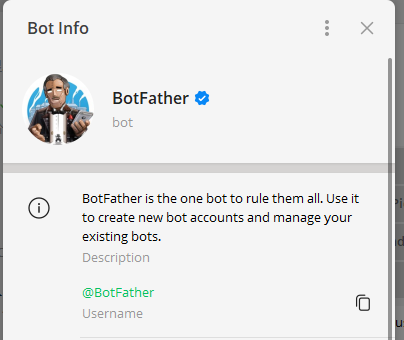 Bot Info
BotFather
bot
BotFather is the one bot to rule them all. Use it
to create new bot accounts and manage your
existing bots.
Description
@BotFather
Username